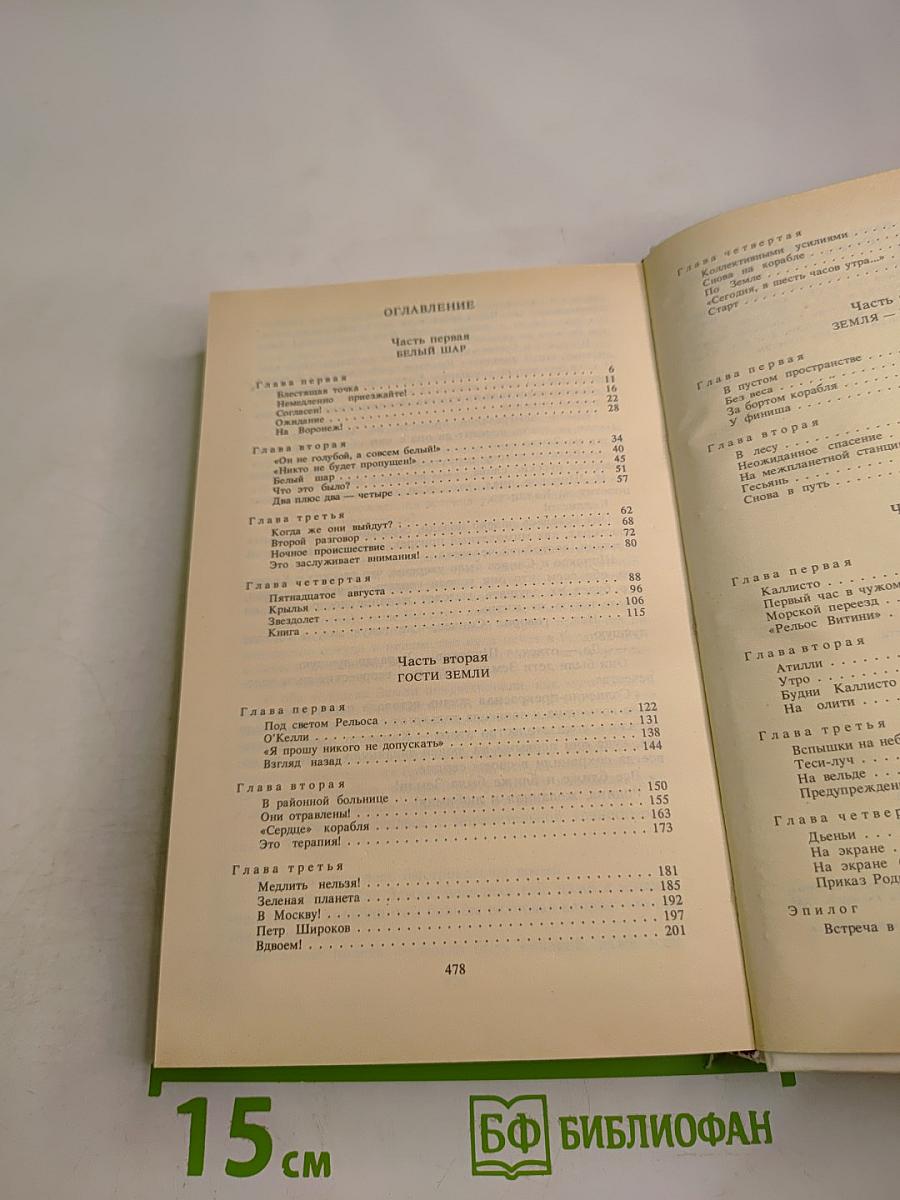 ОГЛАВЛЕНИЕ
Часть первая
БЕЛЫЙ ШАР
Глава первая
Блестящая точка . . . 6
Немедленно приезжайте! . . . 11
Согласен! . . . 16
Ожидание . . . 22
На Воронеж! . . . 28
Глава вторая
«Он не голубой, а совсем белый!» . . . 34
«Никто не будет пропущен!» . . . 40
Белый шар . . . 45
Что это было? . . . 51
Два плюс два — четыре . . . 57
Глава третья
Когда же они выйдут? . . . 62
Второй разговор . . . 68
Ночное происшествие . . . 72
Это заслуживает внимания! . . . 80
Глава четвертая
Пятнадцатое августа . . . 88
Крылья . . . 96
Звездолет . . . 106
Книга . . . 115
Часть вторая
ГОСТИ ЗЕМЛИ
Глава первая
Под светом Рельоса . . . 122
О'Келли . . . 131
«Я прошу никого не допускать» . . . 138
Взгляд назад . . . 144
Глава вторая
В районной больнице . . . 150
Они отравлены! . . . 155
«Сердце» корабля . . . 163
Это терапия! . . . 173
Глава третья
Медлить нельзя! . . . 181
Зеленая планета . . . 185
В Москву! . . . 192
Петр Широков . . . 197
Вдвоем! . . . 201
478
Глава четвертая
Коллективными усилиями . . .
Снова на корабле . . .
По Земле . . .
«Сегодня, в шесть часов утра...» . . .
Старт . . .
Часть
ЗЕМЛЯ —
Глава первая
В пустом пространстве . . .
Без веса . . .
За бортом корабля . . .
У финиша . . .
Глава вторая
В лесу . . .
Неожиданное спасение . . .
На межпланетной
Гесьянь . . .
Снова в путь . . .
Глава первая
Каллисто . . .
Первый час в
Морской переезд . . .
«Рельос Витини» . . .
Глава вторая
Атилли . . .
Утро . . .
Будни Каллисто
На олити . . .
Глава третья
Вспышки на
Теси-луч . . .
На вельде . . .
Глава
Дьеньи . . .
На экране . . .
На экране
Приказ
Эпилог
Встреча в
15 см
БФ БИБЛИОФАН